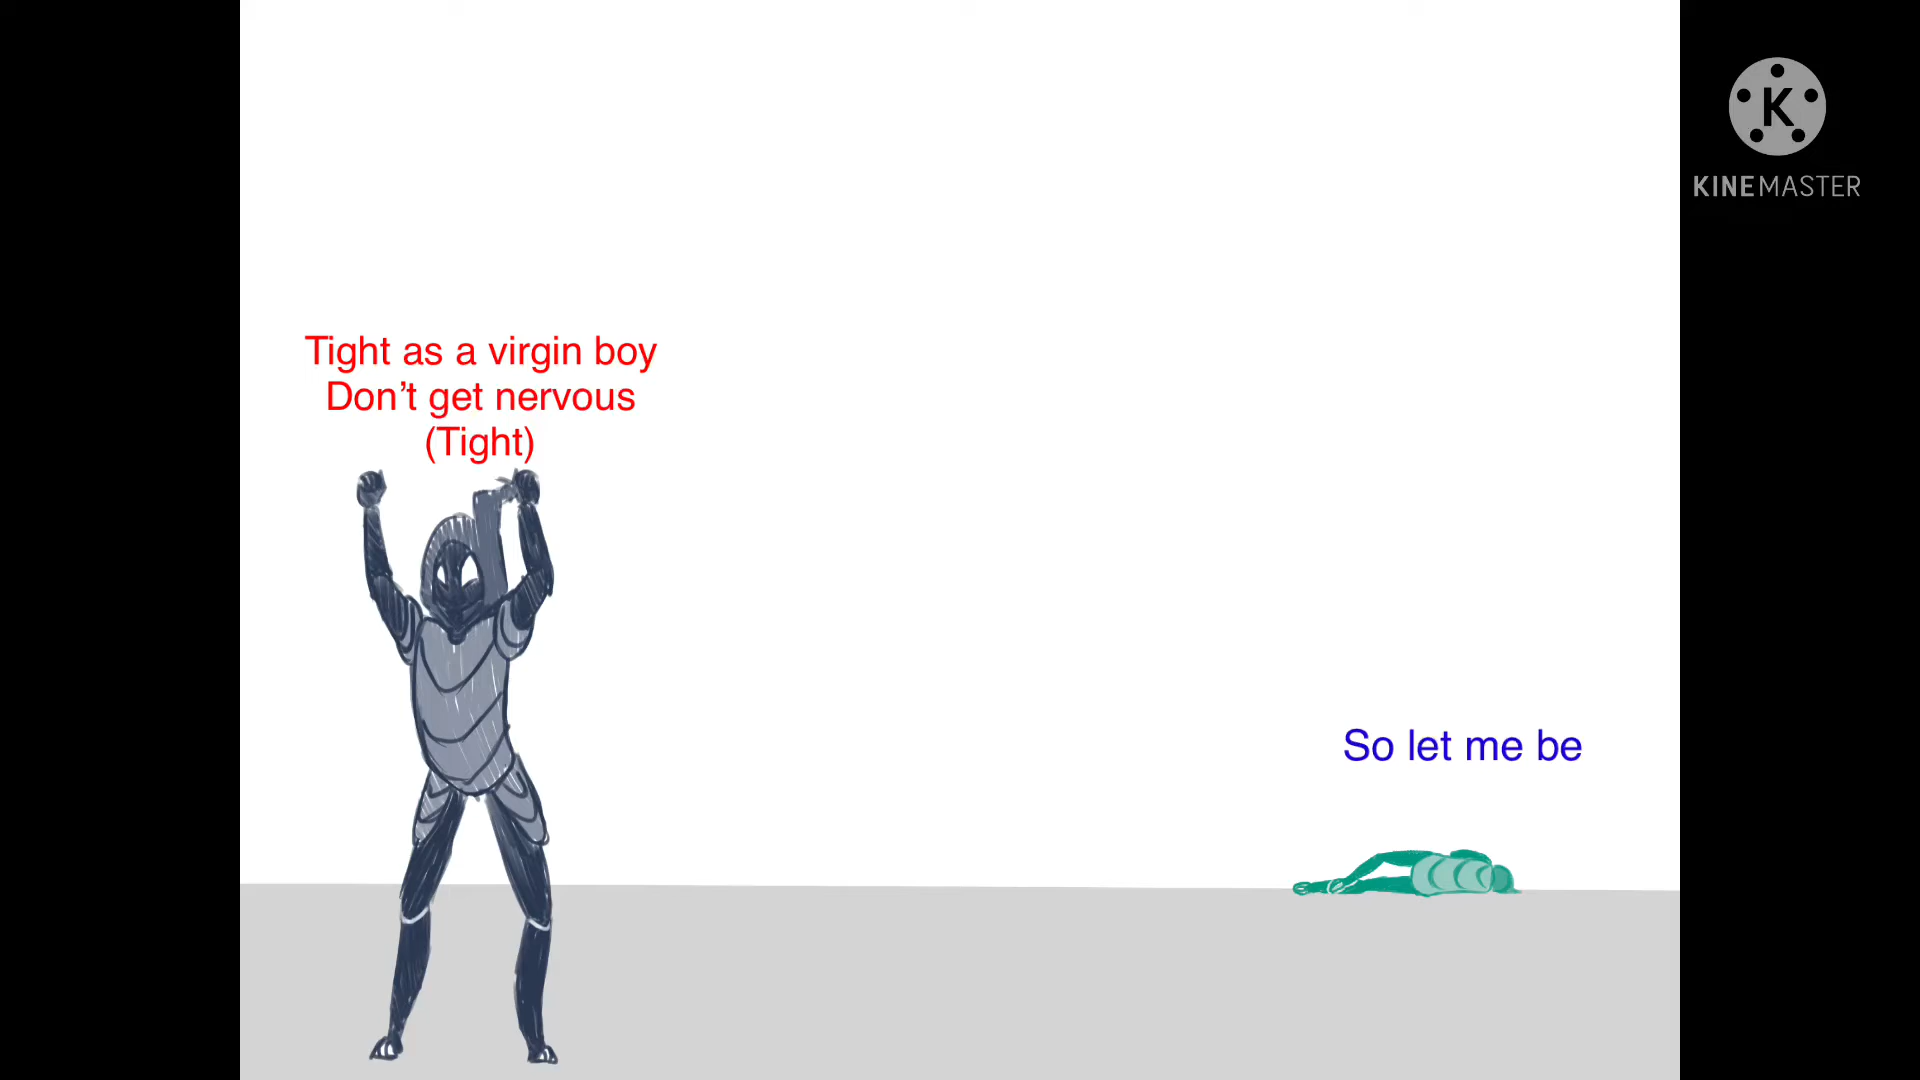 Tight as a virgin boy
Don't get nervous
(Tight)
So let me be
K
KINEMASTER